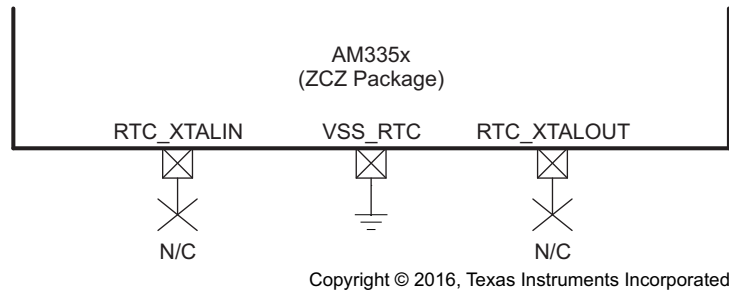 AM335x
(ZCZ Package)
RTC_XTALIN VSS_RTC RTC_XTALOUT
N/C N/C
Copyright © 2016, Texas Instruments Incorporated